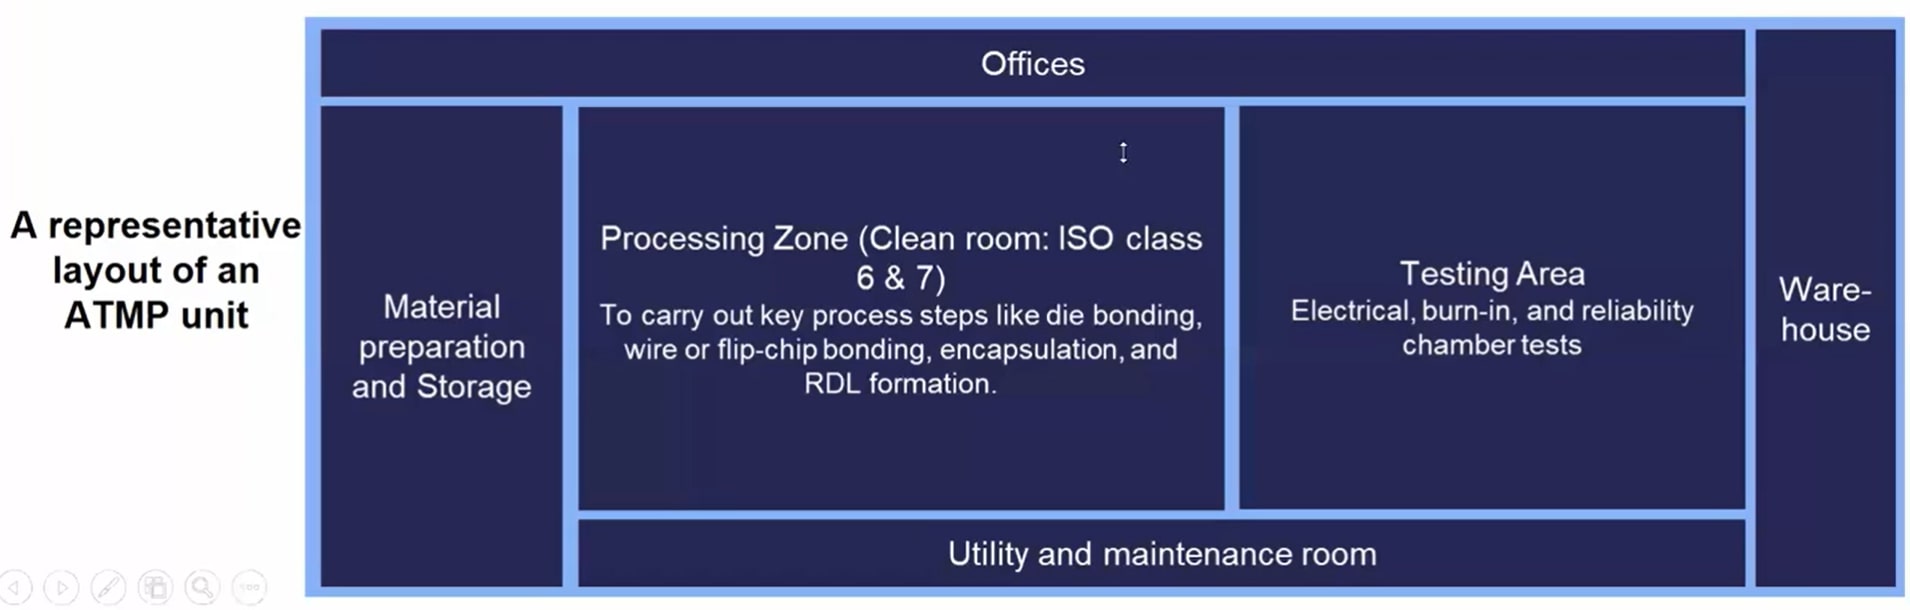 A representative
layout of an
ATMP unit
Offices
Material
preparation
and Storage
Processing Zone (Clean room: ISO class
6 & 7)
To carry out key process steps like die bonding,
wire or flip-chip bonding, encapsulation, and
RDL formation.
Testing Area
Electrical, burn-in, and reliability
chamber tests
Ware-
house
Utility and maintenance room